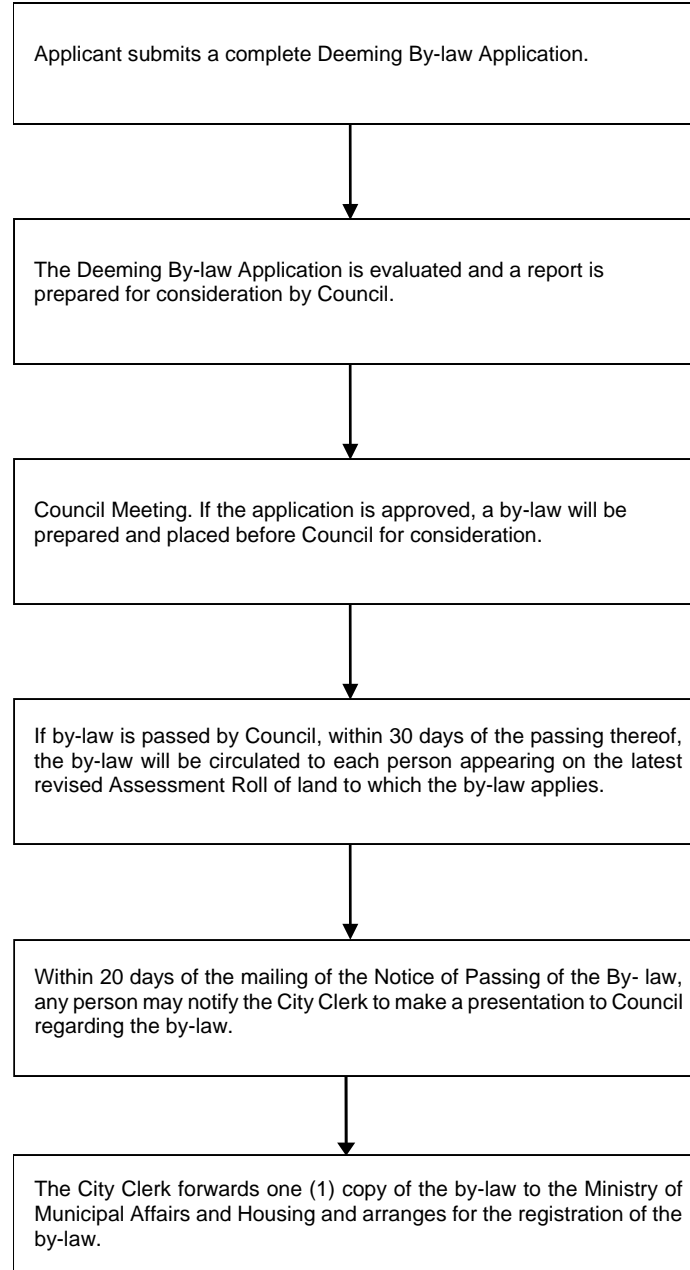 Applicant submits a complete Deeming By-law Application.
The Deeming By-law Application is evaluated and a report is
prepared for consideration by Council.
Council Meeting. If the application is approved, a by-law will be
prepared and placed before Council for consideration.
If by-law is passed by Council, within 30 days of the passing thereof,
the by-law will be circulated to each person appearing on the latest
revised Assessment Roll of land to which the by-law applies.
Within 20 days of the mailing of the Notice of Passing of the By- law,
any person may notify the City Clerk to make a presentation to Council
regarding the by-law.
The City Clerk forwards one (1) copy of the by-law to the Ministry of
Municipal Affairs and Housing and arranges for the registration of the
by-law.